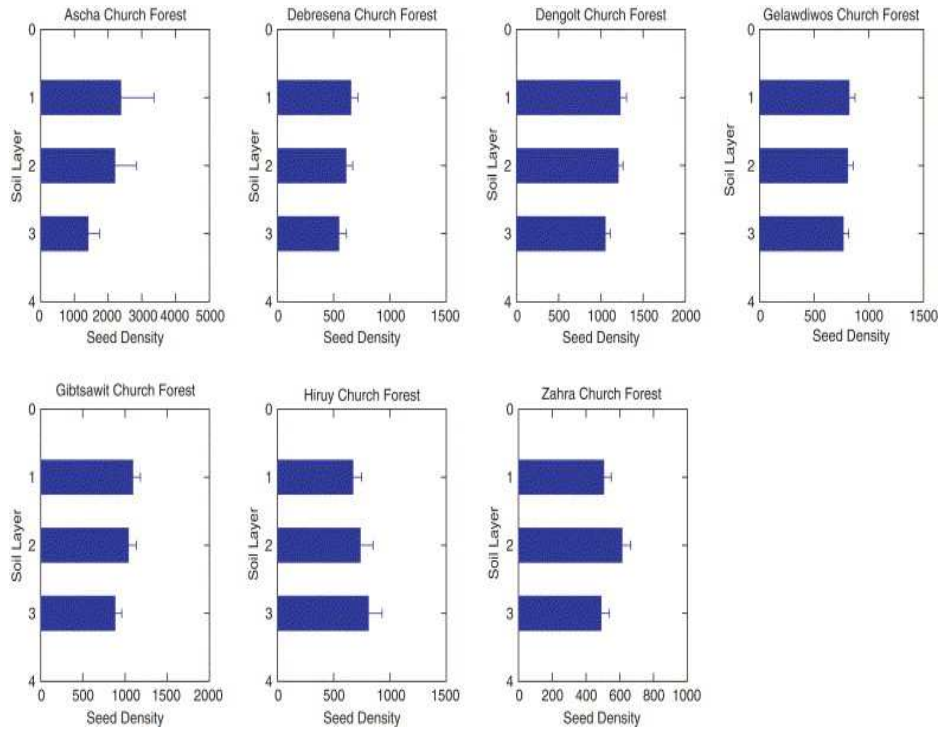 Ascha Church Forest
0
1
2
3
4
Soil Layer
0 1000 2000 3000 4000 5000
Seed Density
Debresena Church Forest
0
1
2
3
4
Soil Layer
0 500 1000 1500
Seed Density
Dengolt Church Forest
0
1
2
3
4
Soil Layer
0 500 1000 1500 2000
Seed Density
Gelawdiwos Church Forest
0
1
2
3
4
Soil Layer
0 500 1000 1500
Seed Density
Gibtsawit Church Forest
0
1
2
3
4
Soil Layer
0 500 1000 1500 2000
Seed Density
Hiruy Church Forest
0
1
2
3
4
Soil Layer
0 500 1000 1500
Seed Density
Zahra Church Forest
0
1
2
3
4
Soil Layer
0 200 400 600 800 1000
Seed Density